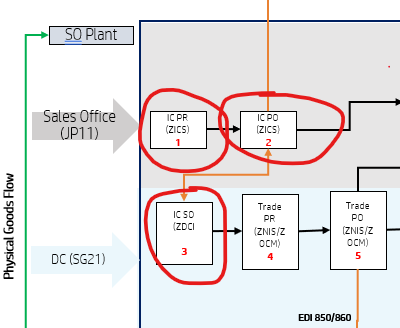 SO Plant
Sales Office
(JP11)
IC PR
(ZICS)
1
IC PO
(ZICS)
2
Physical Goods Flow
DC (SG21)
IC SO
(ZDCI
3
Trade
PR
(ZNIS/Z
OCM)
4
Trade
PO
(ZNIS/Z
OCM)
5
EDI 850/860